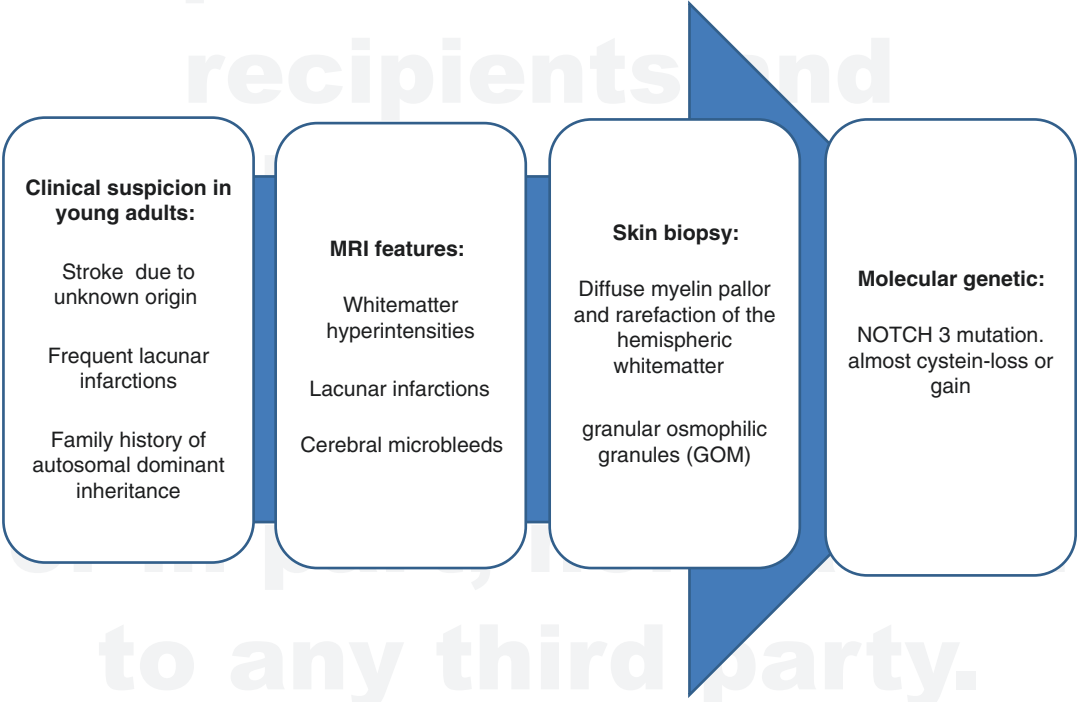 recipients and
Clinical suspicion in
young adults:
Stroke due to
unknown origin
Frequent lacunar
infarctions
Family history of
autosomal dominant
inheritance
MRI features:
Whitematter
hyperintensities
Lacunar infarctions
Cerebral microbleeds
Skin biopsy:
Diffuse myelin pallor
and rarefaction of the
hemispheric
whitematter
granular osmophilic
granules (GOM)
Molecular genetic:
NOTCH 3 mutation.
almost cystein-loss or
gain
to any third party.